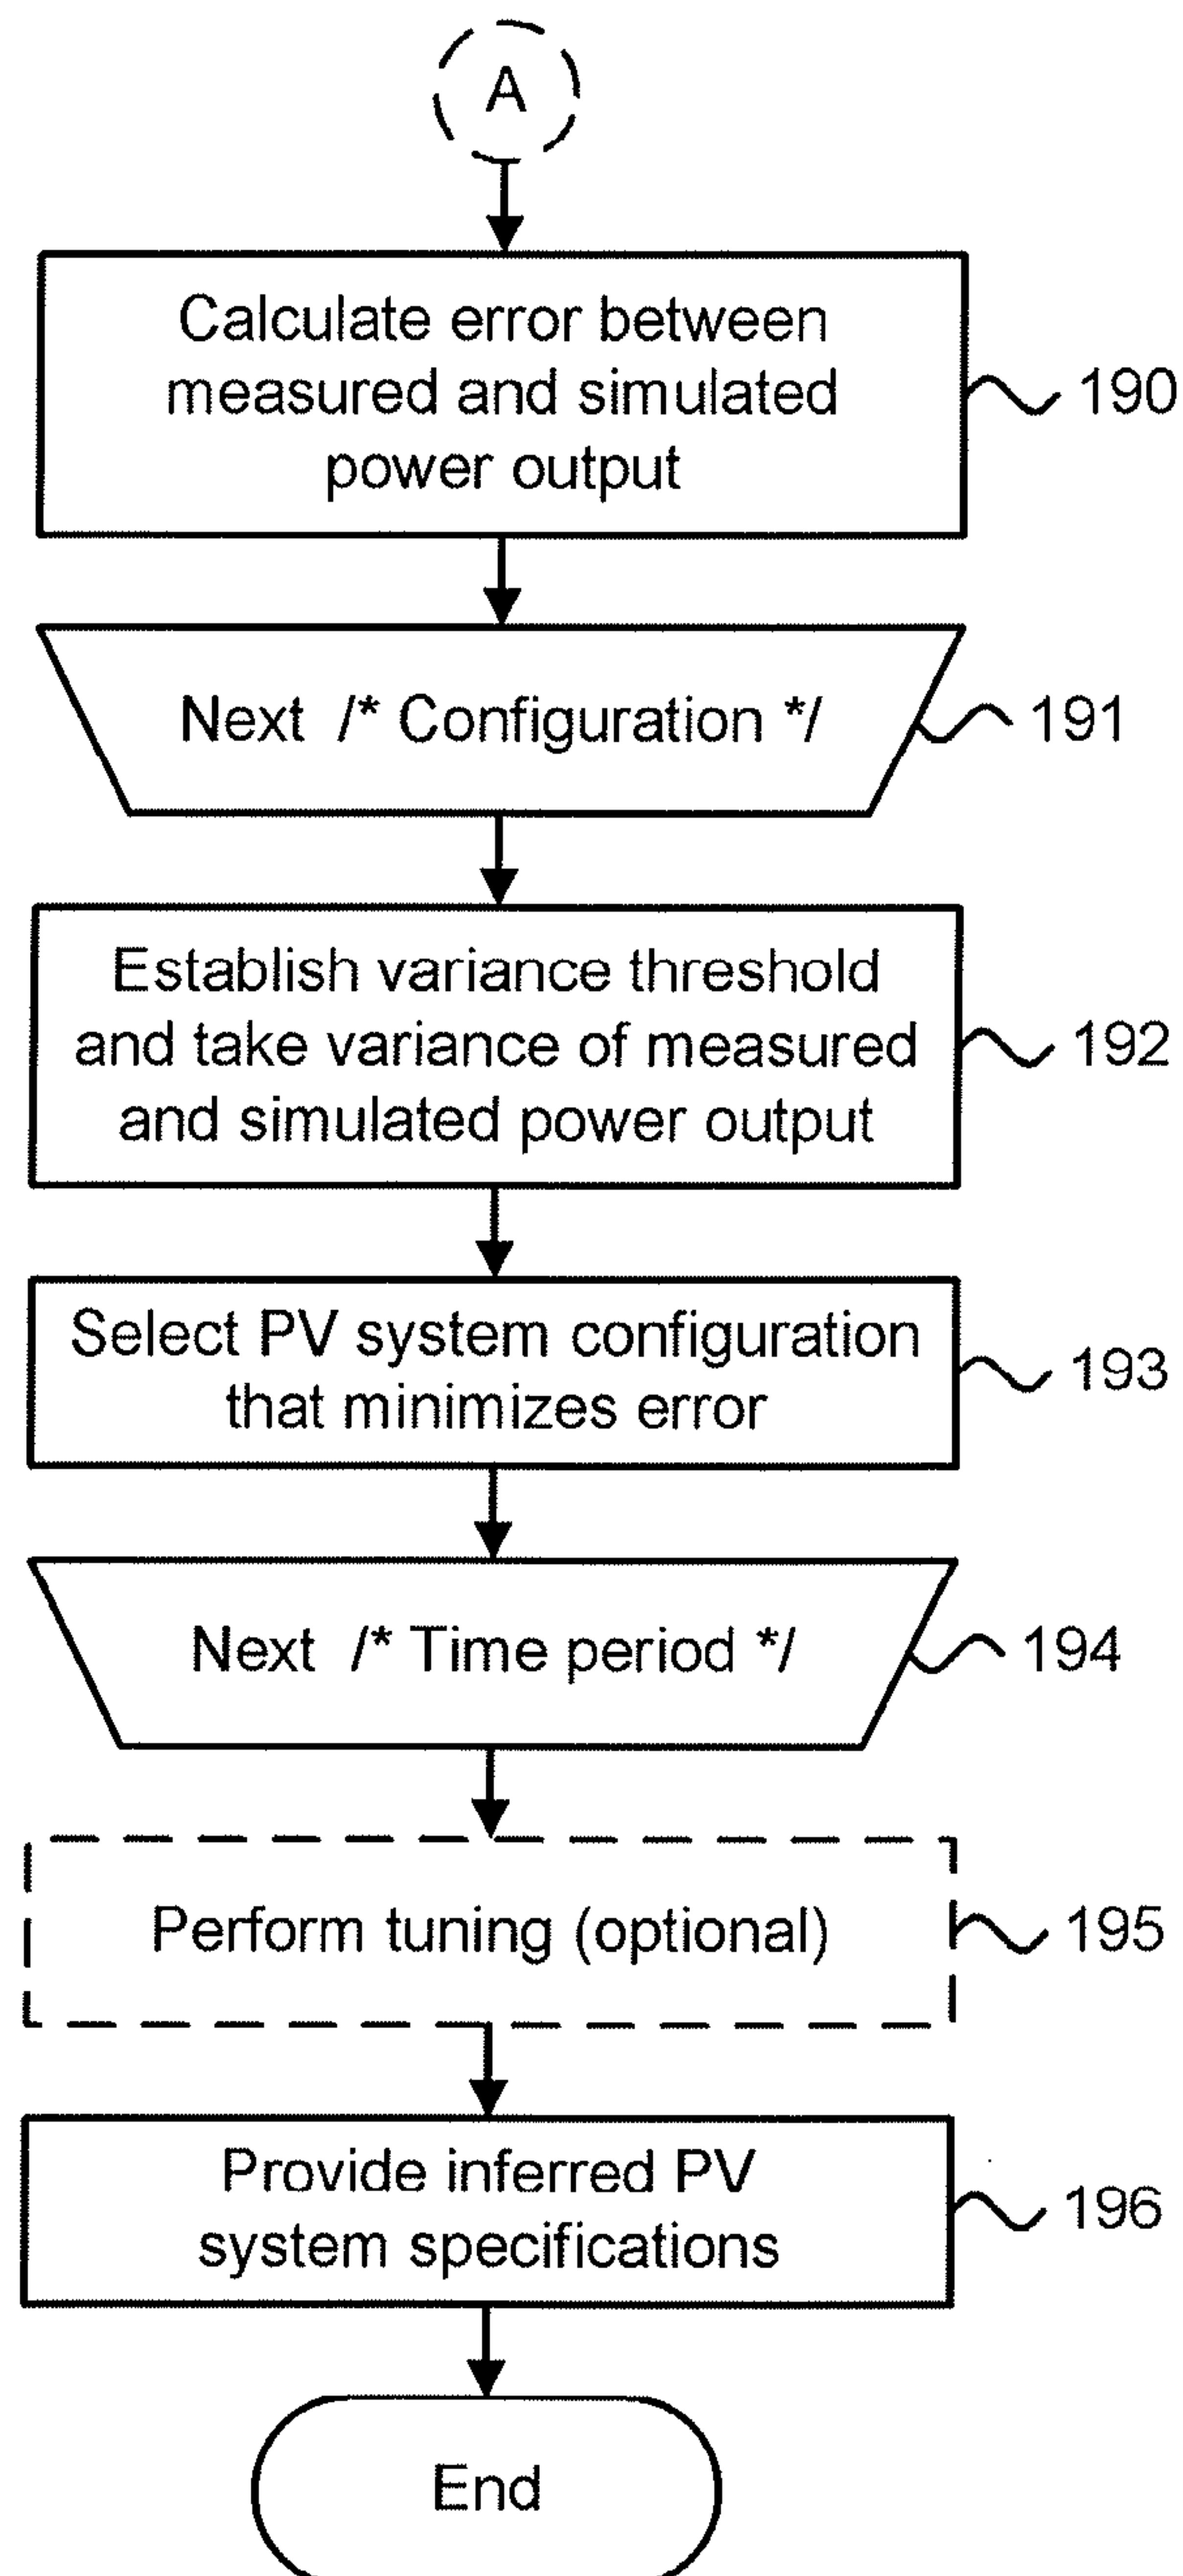 A
Calculate error between
measured and simulated
power output
190
Next /* Configuration */
191
Establish variance threshold
and take variance of measured
and simulated power output
192
Select PV system configuration
that minimizes error
193
Next /* Time period */
194
Perform tuning (optional)
195
Provide inferred PV
system specifications
196
End